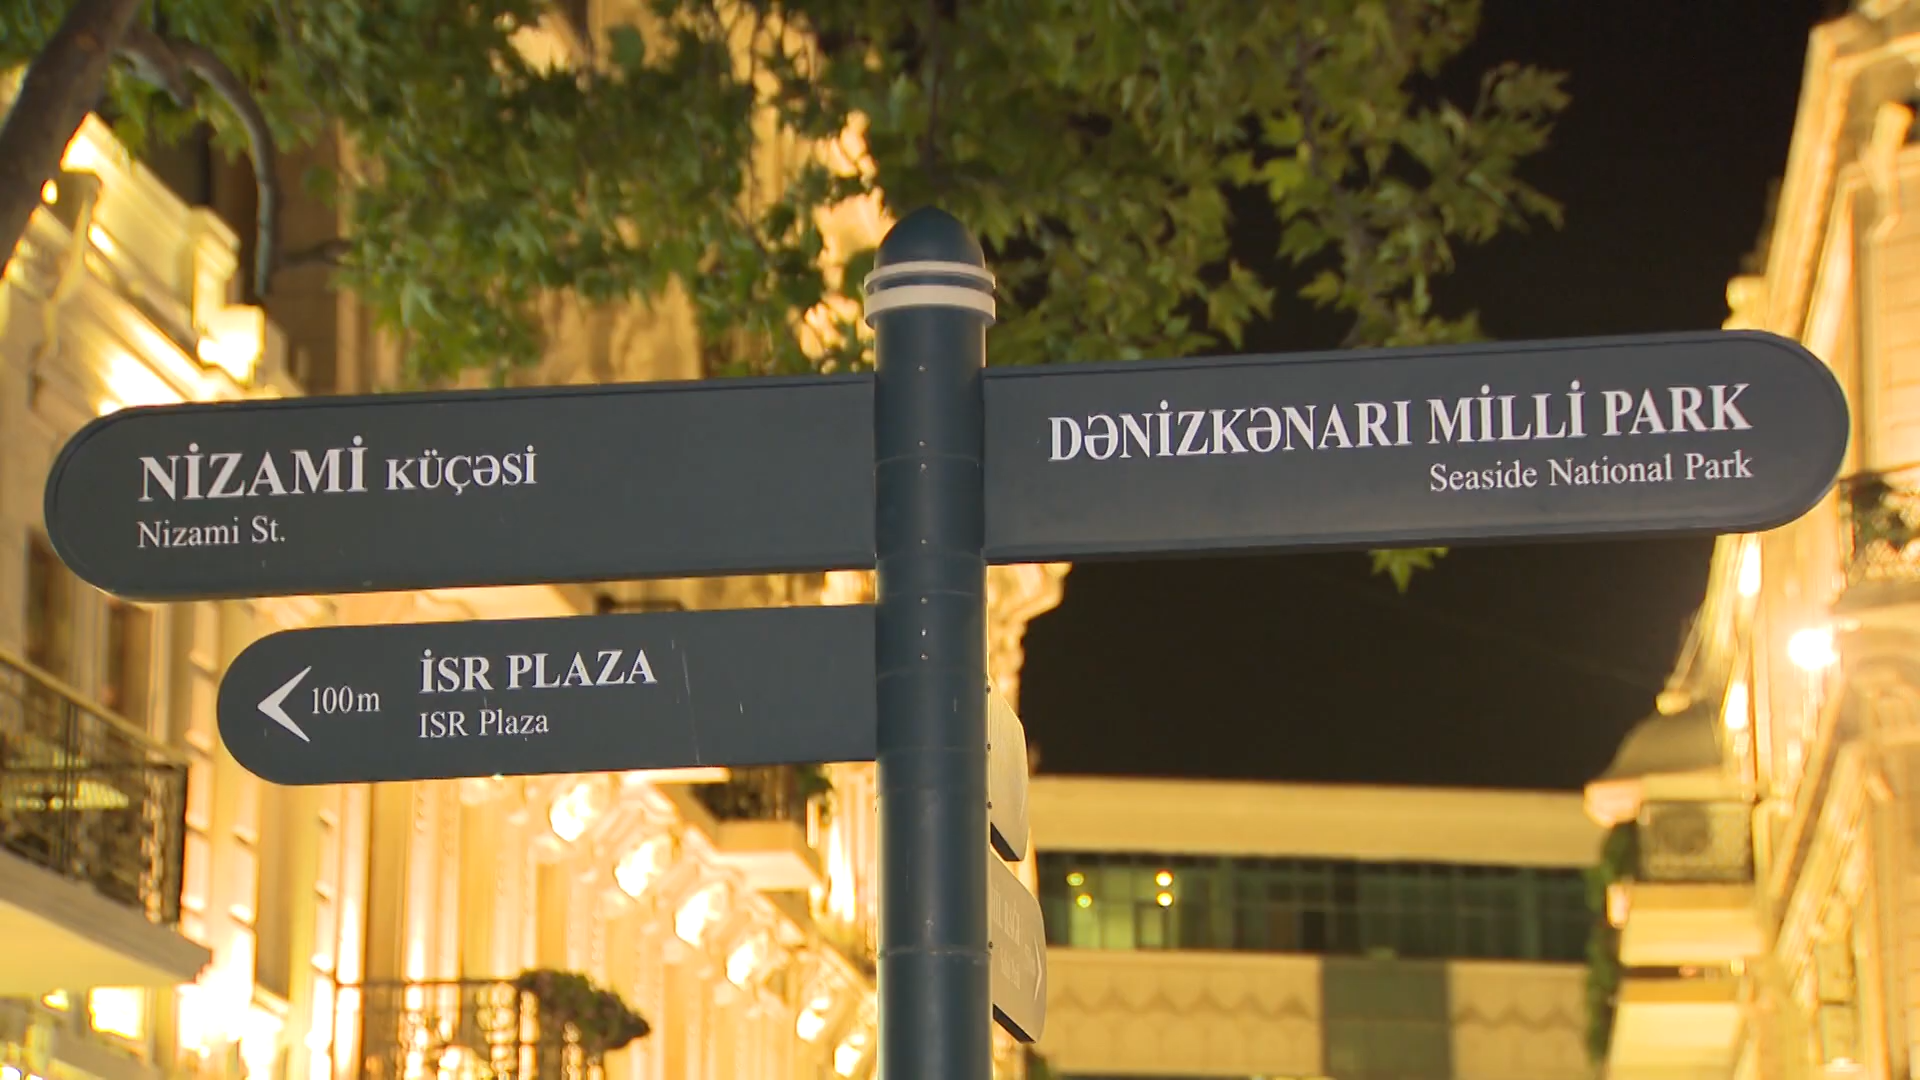 NİZAMİ KÜÇƏSİ
Nizami St.
DƏNİZKƏNARI MİLLİ PARK
Seaside National Park
100m
İSR PLAZA
ISR Plaza